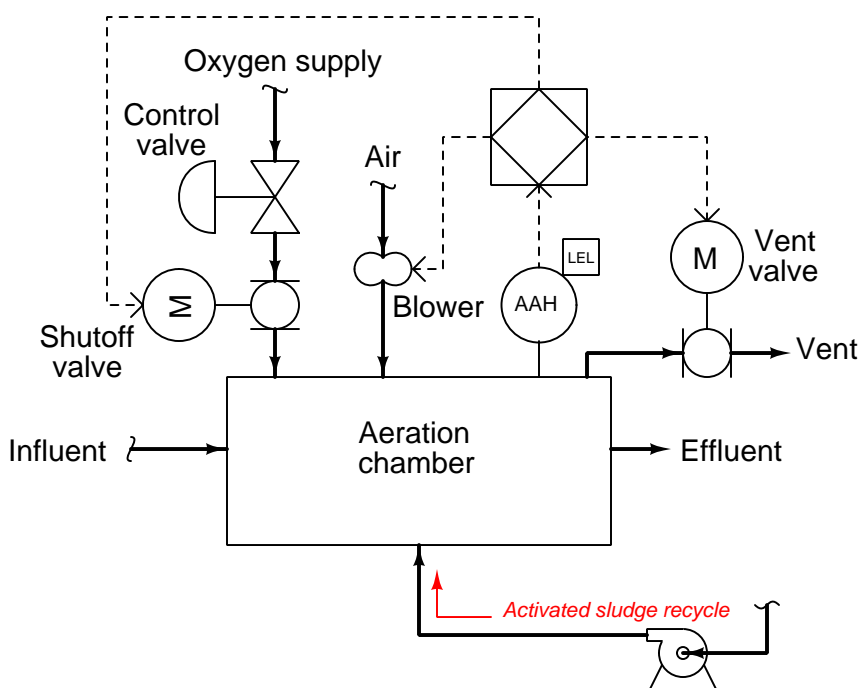 Oxygen supply
Control
valve
Air
LEL
M
Vent
valve
M
Blower
AAH
Shutoff
valve
Vent
Influent
Aeration
chamber
Effluent
Activated sludge recycle